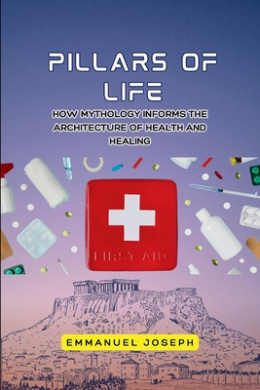 PILLARS OF
LIFE
HOW MYTHOLOGY INFORMS THE
ARCHITECTURE OF HEALTH AND
HEALING
FIRST AID
EMMANUEL JOSEPH